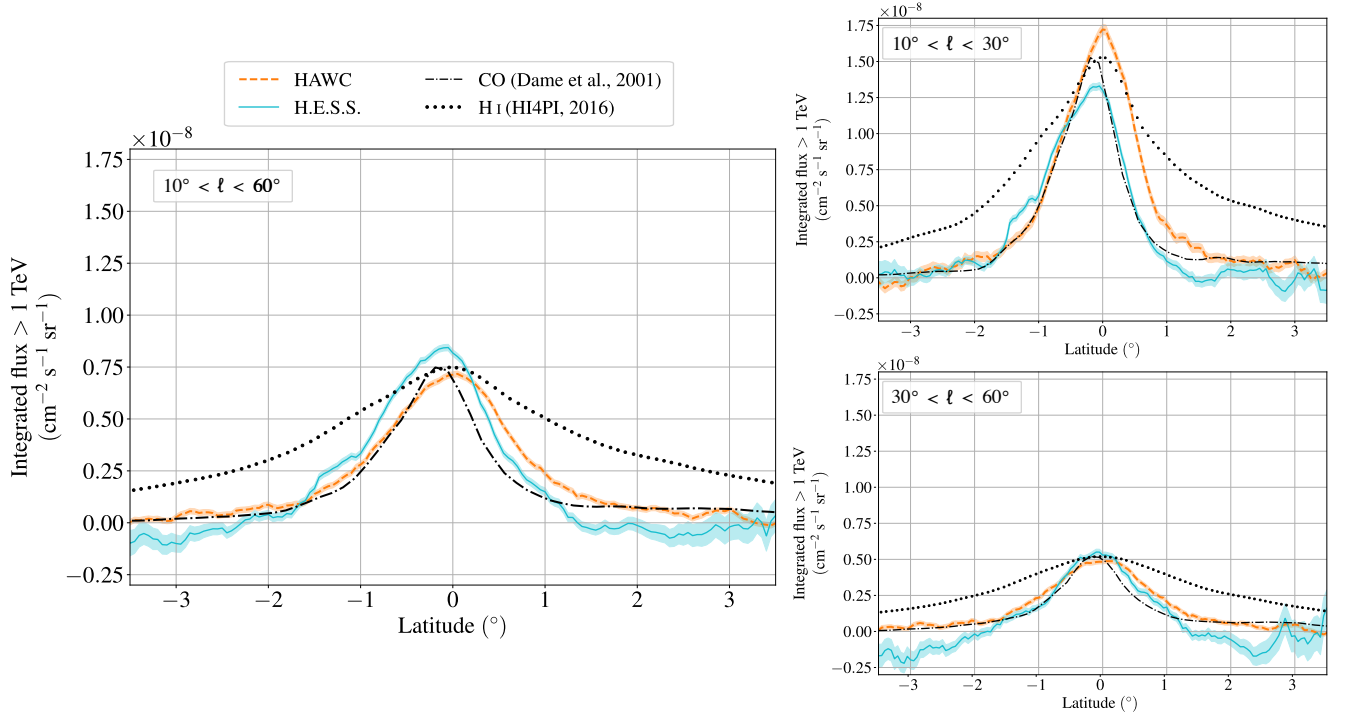 HAWC
H.E.S.S.
CO (Dame et al., 2001)
H I (HI4PI, 2016)
×10⁻⁸
10° < ℓ < 60°
1.75
1.50
1.25
1.00
0.75
0.50
0.25
0.00
−0.25
Integrated flux > 1 TeV
(cm⁻² s⁻¹ sr⁻¹)
−3 −2 −1 0 1 2 3
Latitude (°)
×10⁻⁸
10° < ℓ < 30°
1.75
1.50
1.25
1.00
0.75
0.50
0.25
0.00
−0.25
Integrated flux > 1 TeV
(cm⁻² s⁻¹ sr⁻¹)
−3 −2 −1 0 1 2 3
Latitude (°)
×10⁻⁸
30° < ℓ < 60°
1.75
1.50
1.25
1.00
0.75
0.50
0.25
0.00
−0.25
Integrated flux > 1 TeV
(cm⁻² s⁻¹ sr⁻¹)
−3 −2 −1 0 1 2 3
Latitude (°)